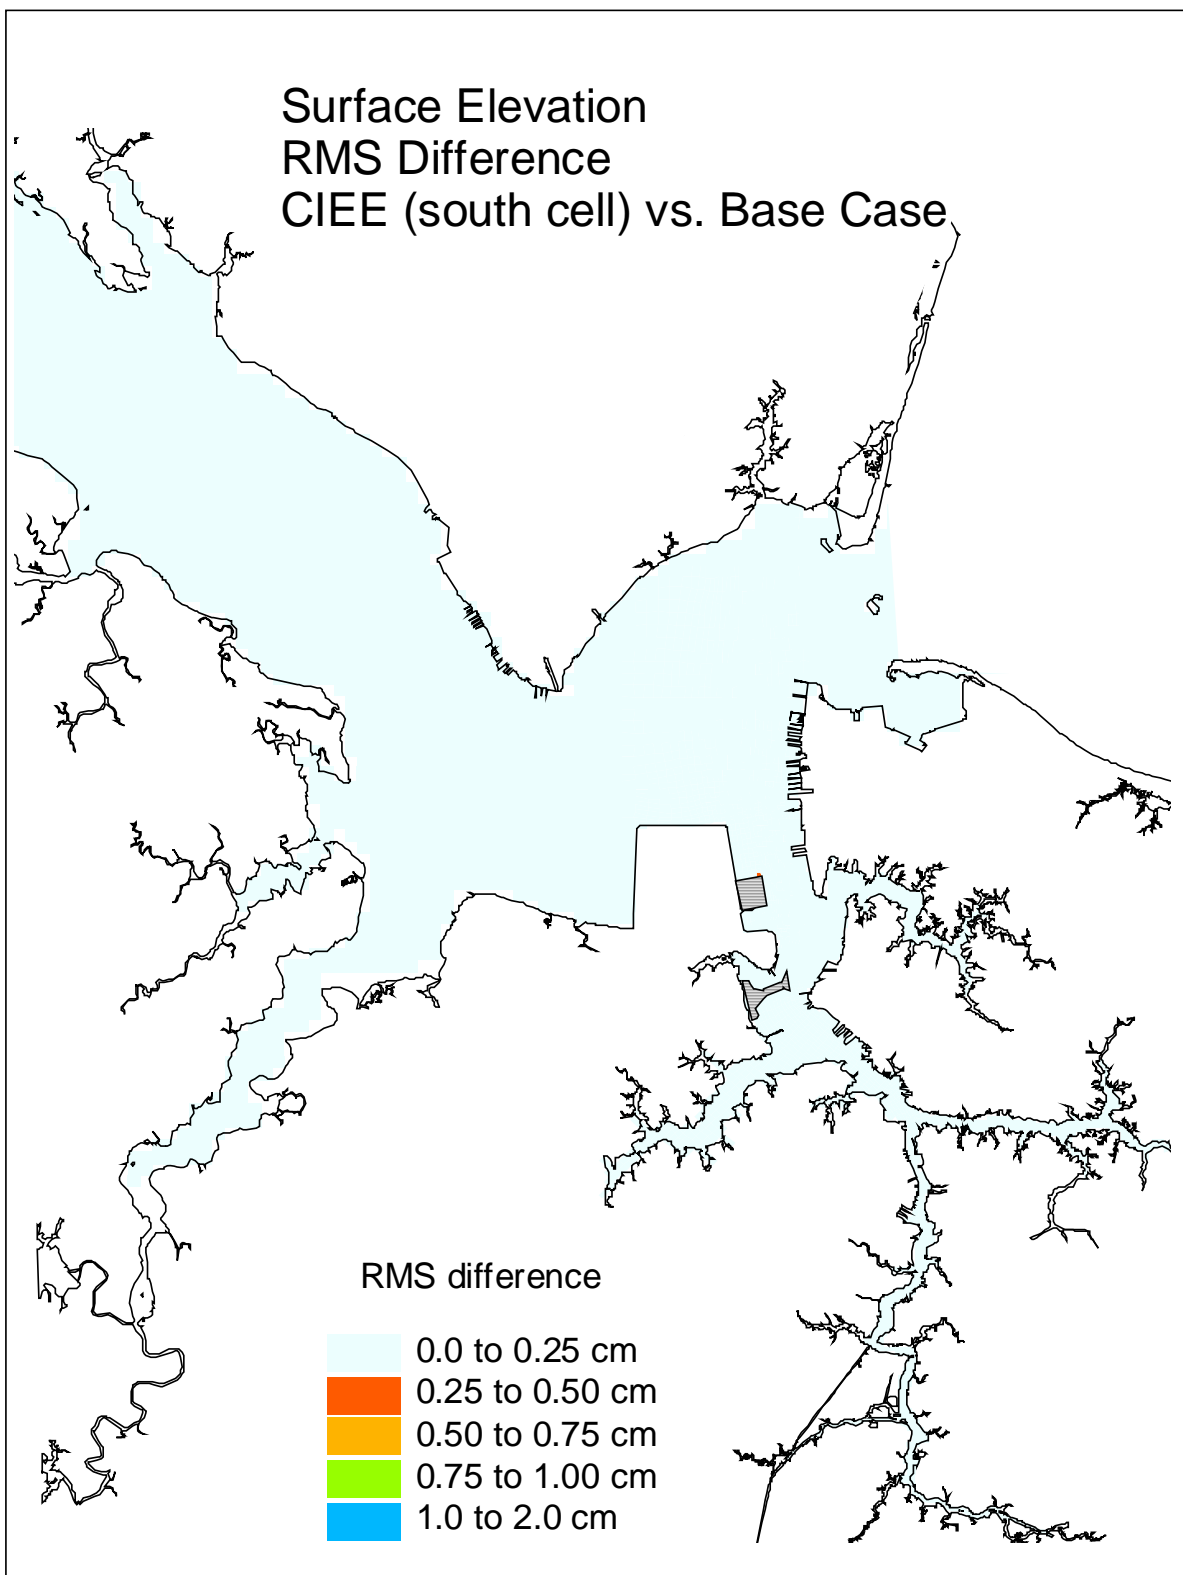 Surface Elevation
RMS Difference
CIEE (south cell) vs. Base Case
RMS difference
0.0 to 0.25 cm
0.25 to 0.50 cm
0.50 to 0.75 cm
0.75 to 1.00 cm
1.0 to 2.0 cm